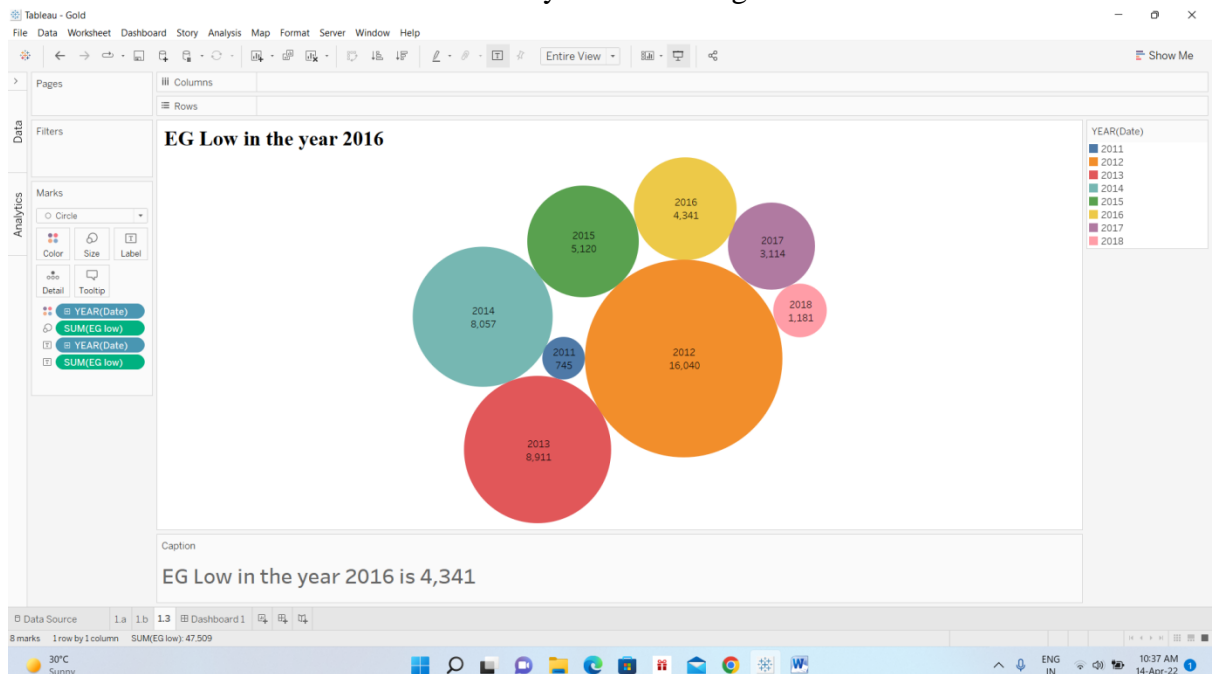 Tableau - Gold
File Data Worksheet Dashboard Story Analysis Map Format Server Window Help
Entire View
Show Me
Pages
Columns
Rows
Data
Filters
EG Low in the year 2016
YEAR(Date)
2011
2012
2013
2014
2015
2016
2017
2018
Analytics
Marks
Circle
Color Size Label
Detail Tooltip
YEAR(Date)
SUM(EG low)
YEAR(Date)
SUM(EG low)
2016
4,341
2015
5,120
2017
3,114
2014
8,057
2018
1,181
2011
745
2012
16,040
2013
8,911
Caption
EG Low in the year 2016 is 4,341
Data Source 1.a 1.b 1.3 Dashboard 1
8 marks 1 row by 1 column SUM(EG low): 47,509
30°C
Sunny
ENG
IN
10:37 AM
14-Apr-22
1